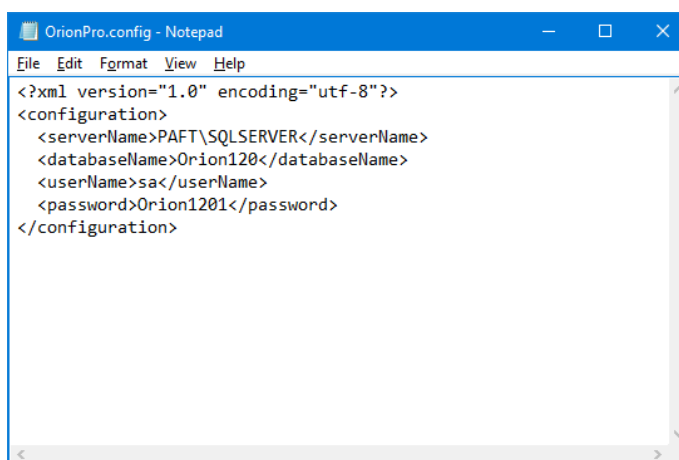 OrionPro.config - Notepad
File Edit Format View Help
<?xml version="1.0" encoding="utf-8"?>
<configuration>
  <serverName>PAFT\SQLSERVER</serverName>
  <databaseName>Orion120</databaseName>
  <userName>sa</userName>
  <password>Orion1201</password>
</configuration>